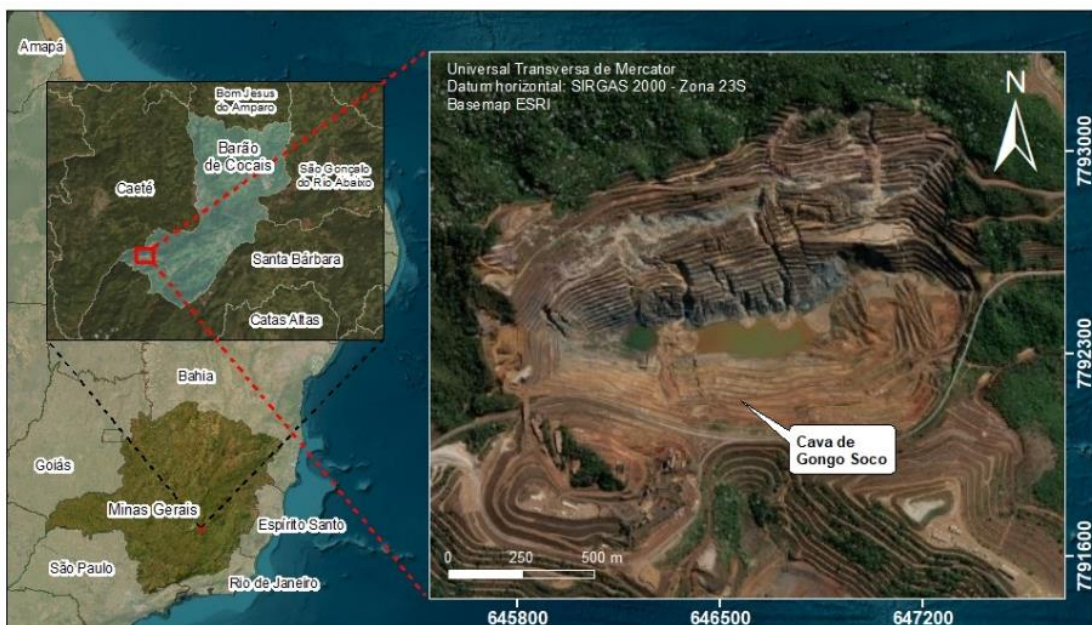 Amapá
Bom Jesus
do Amparo
Barão
de Cocais
São Gonçalo
do Rio Abaixo
Caeté
Santa Bárbara
Catas Altas
Bahia
Goiás
Minas Gerais
Espírito Santo
São Paulo
Rio de Janeiro
Universal Transversa de Mercator
Datum horizontal: SIRGAS 2000 - Zona 23S
Basemap ESRI
N
7793000
7792300
7791600
Cava de
Gongo Soco
0 250 500 m
645800 646500 647200